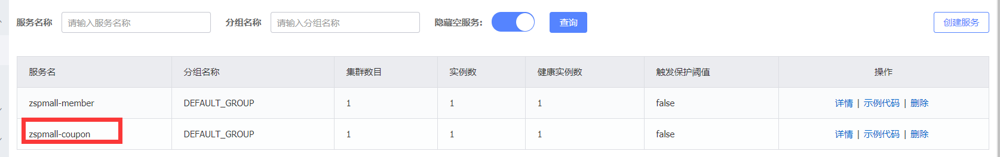 服务名称 请输入服务名称 分组名称 请输入分组名称 隐藏空服务: 查询 创建服务
服务名 分组名称 集群数目 实例数 健康实例数 触发保护阈值 操作
zspmall-member DEFAULT_GROUP 1 1 1 false 详情 | 示例代码 | 删除
zspmall-coupon DEFAULT_GROUP 1 1 1 false 详情 | 示例代码 | 删除